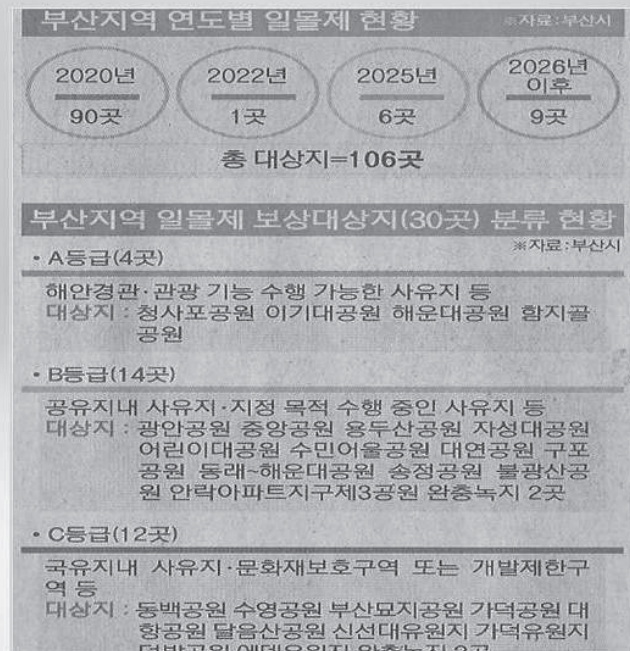 부산지역 연도별 일몰제 현황
※자료:부산시
2020년
90곳
2022년
1곳
2025년
6곳
2026년
이후
9곳
총 대상지=106곳
부산지역 일몰제 보상대상지(30곳) 분류 현황
※자료:부산시
• A등급(4곳)
해안경관·관광 기능 수행 가능한 사유지 등
대상지 : 청사포공원 이기대공원 해운대공원 함지골
공원
• B등급(14곳)
공유지내 사유지·지정 목적 수행 중인 사유지 등
대상지 : 광안공원 중앙공원 용두산공원 자성대공원
어린이대공원 수민어울공원 대연공원 구포
공원 동래~해운대공원 송정공원 불광산공
원 안락아파트지구제3공원 완충녹지 2곳
• C등급(12곳)
국유지내 사유지·문화재보호구역 또는 개발제한구
역 등
대상지 : 동백공원 수영공원 부산묘지공원 가덕공원 대
항공원 달음산공원 신선대유원지 가덕유원지